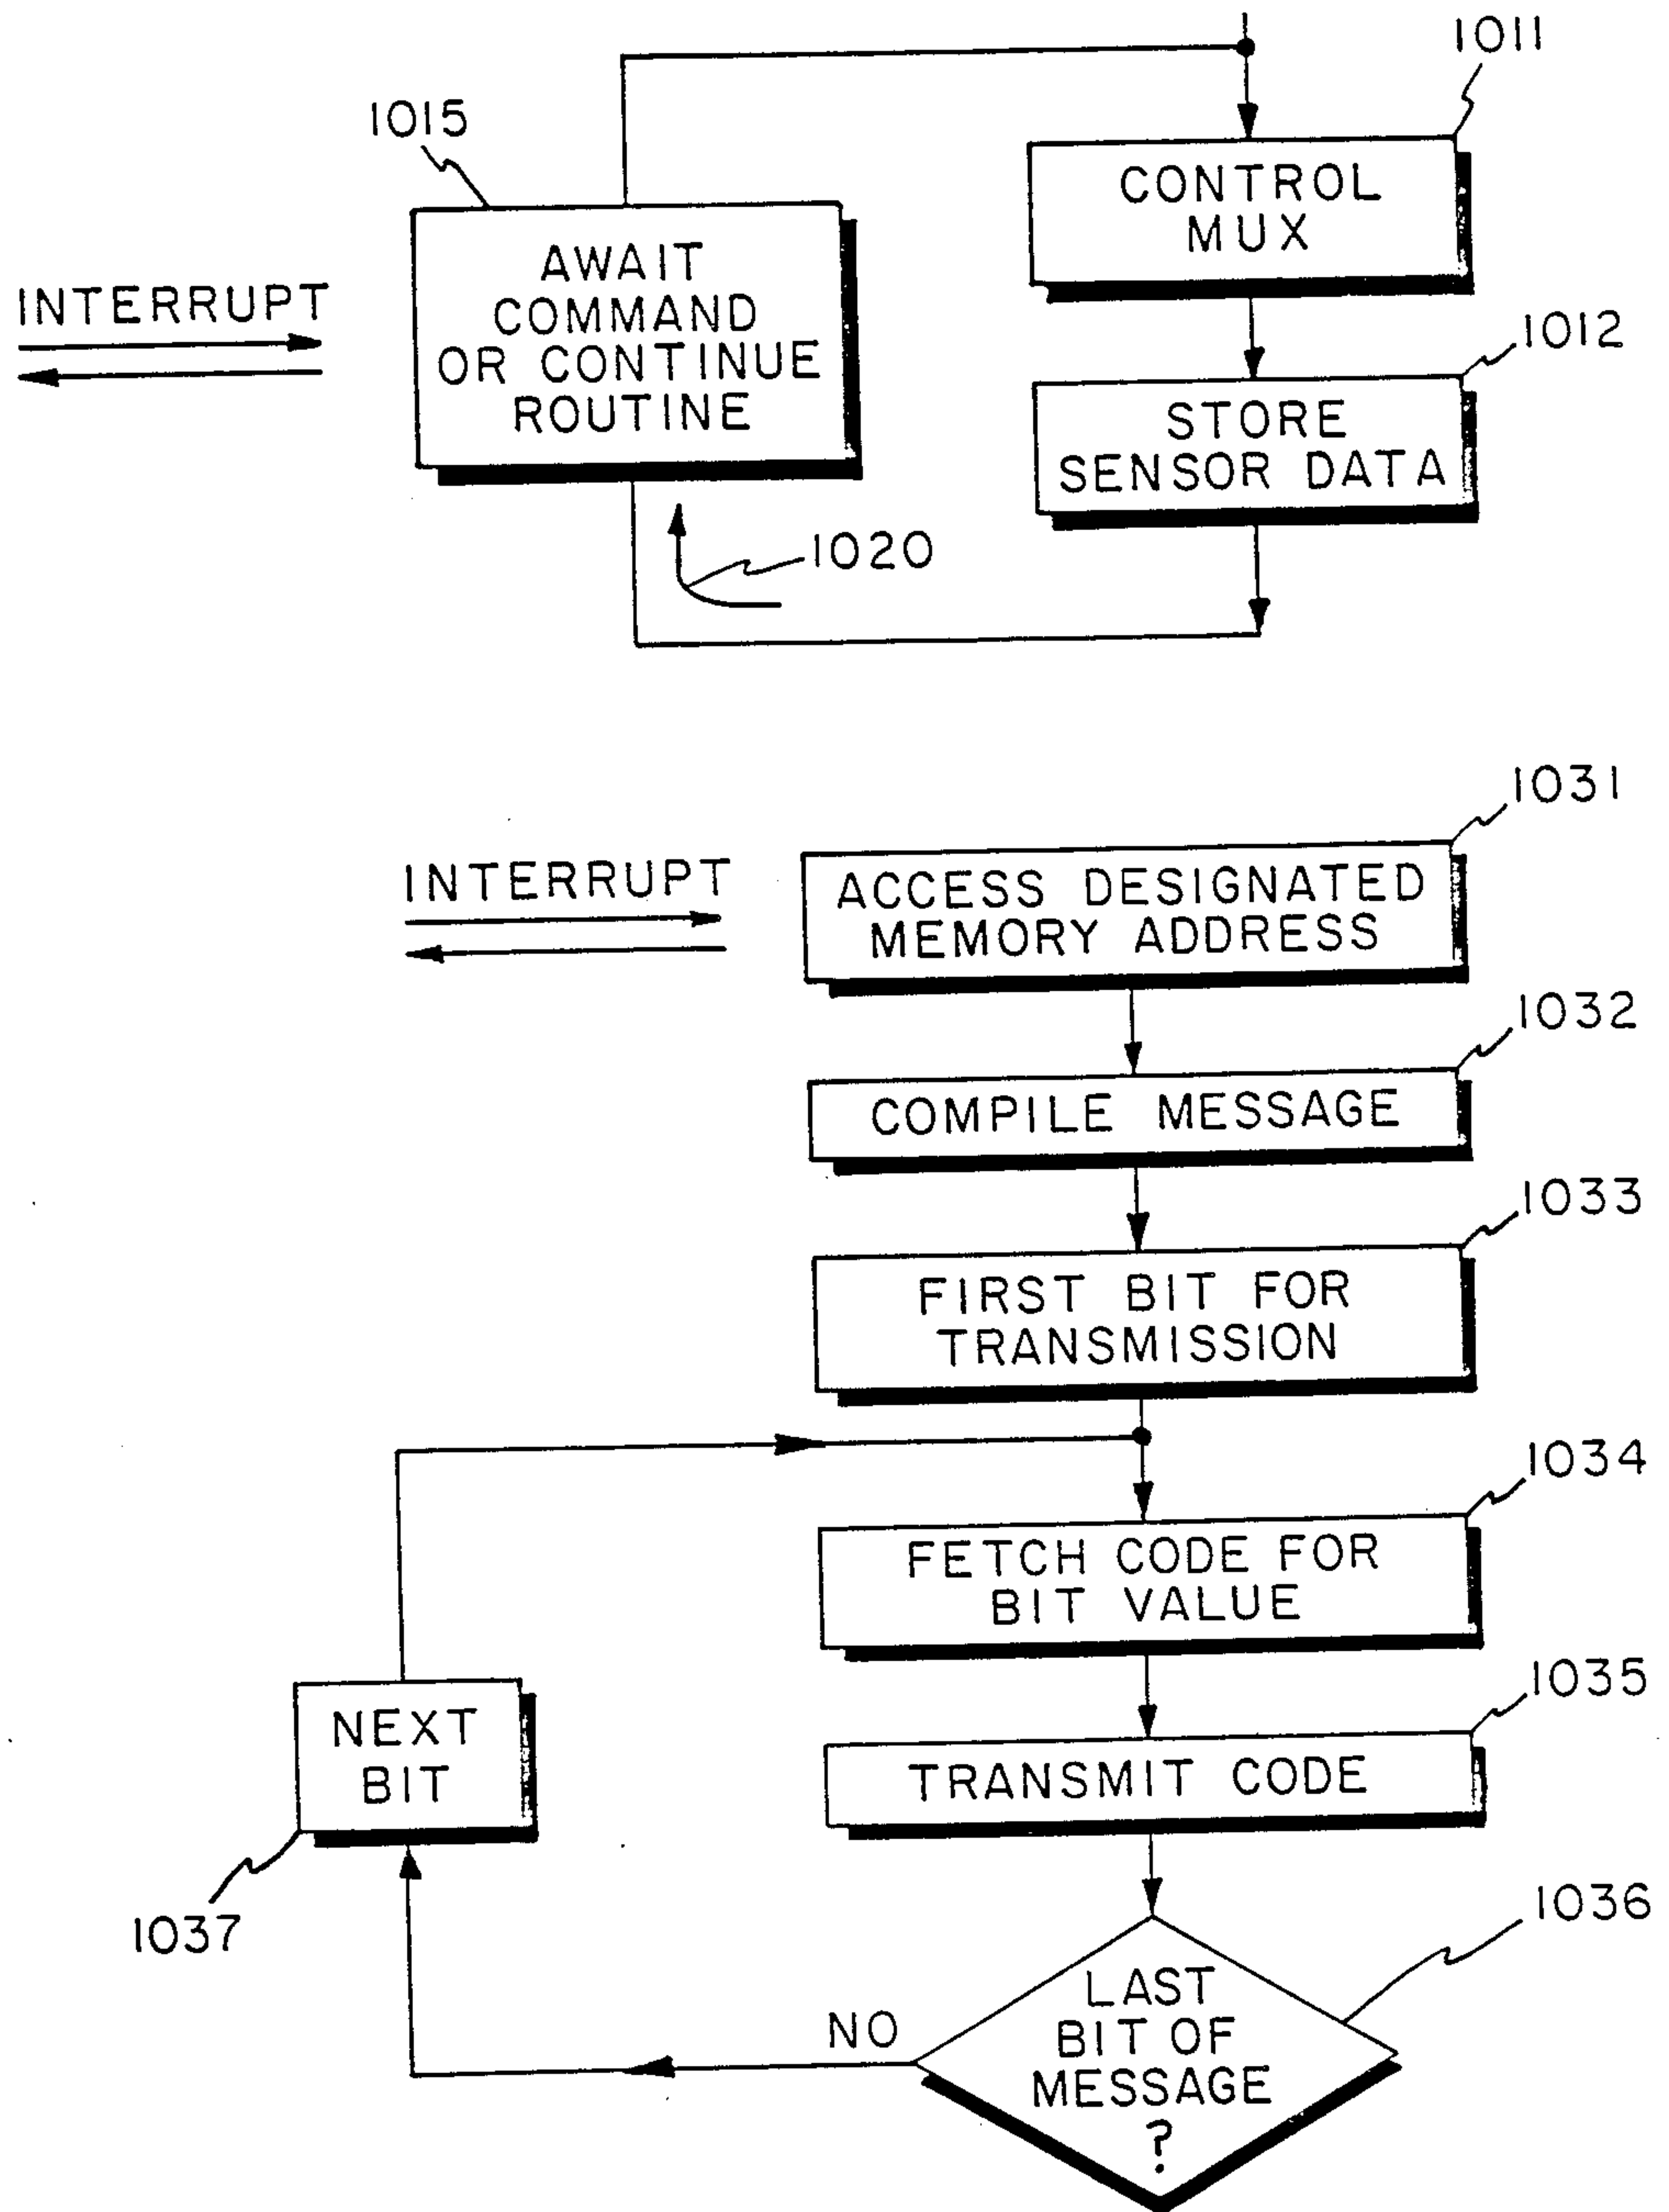 1011
1015
CONTROL
MUX
AWAIT
COMMAND
OR CONTINUE
ROUTINE
INTERRUPT
1012
STORE
SENSOR DATA
1020
1031
INTERRUPT
ACCESS DESIGNATED
MEMORY ADDRESS
1032
COMPILE MESSAGE
1033
FIRST BIT FOR
TRANSMISSION
1034
FETCH CODE FOR
BIT VALUE
1035
NEXT
BIT
TRANSMIT CODE
1037
1036
NO
LAST
BIT OF
MESSAGE
?